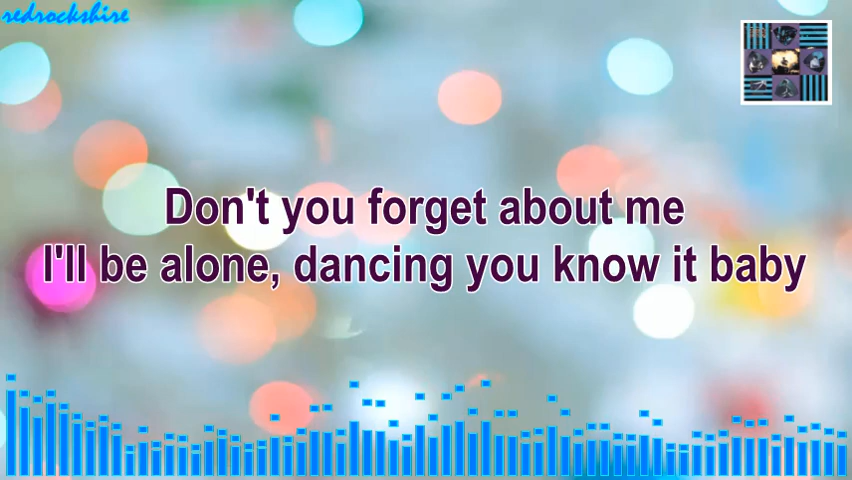 redrockshire
Don't you forget about me
I'll be alone, dancing you know it baby